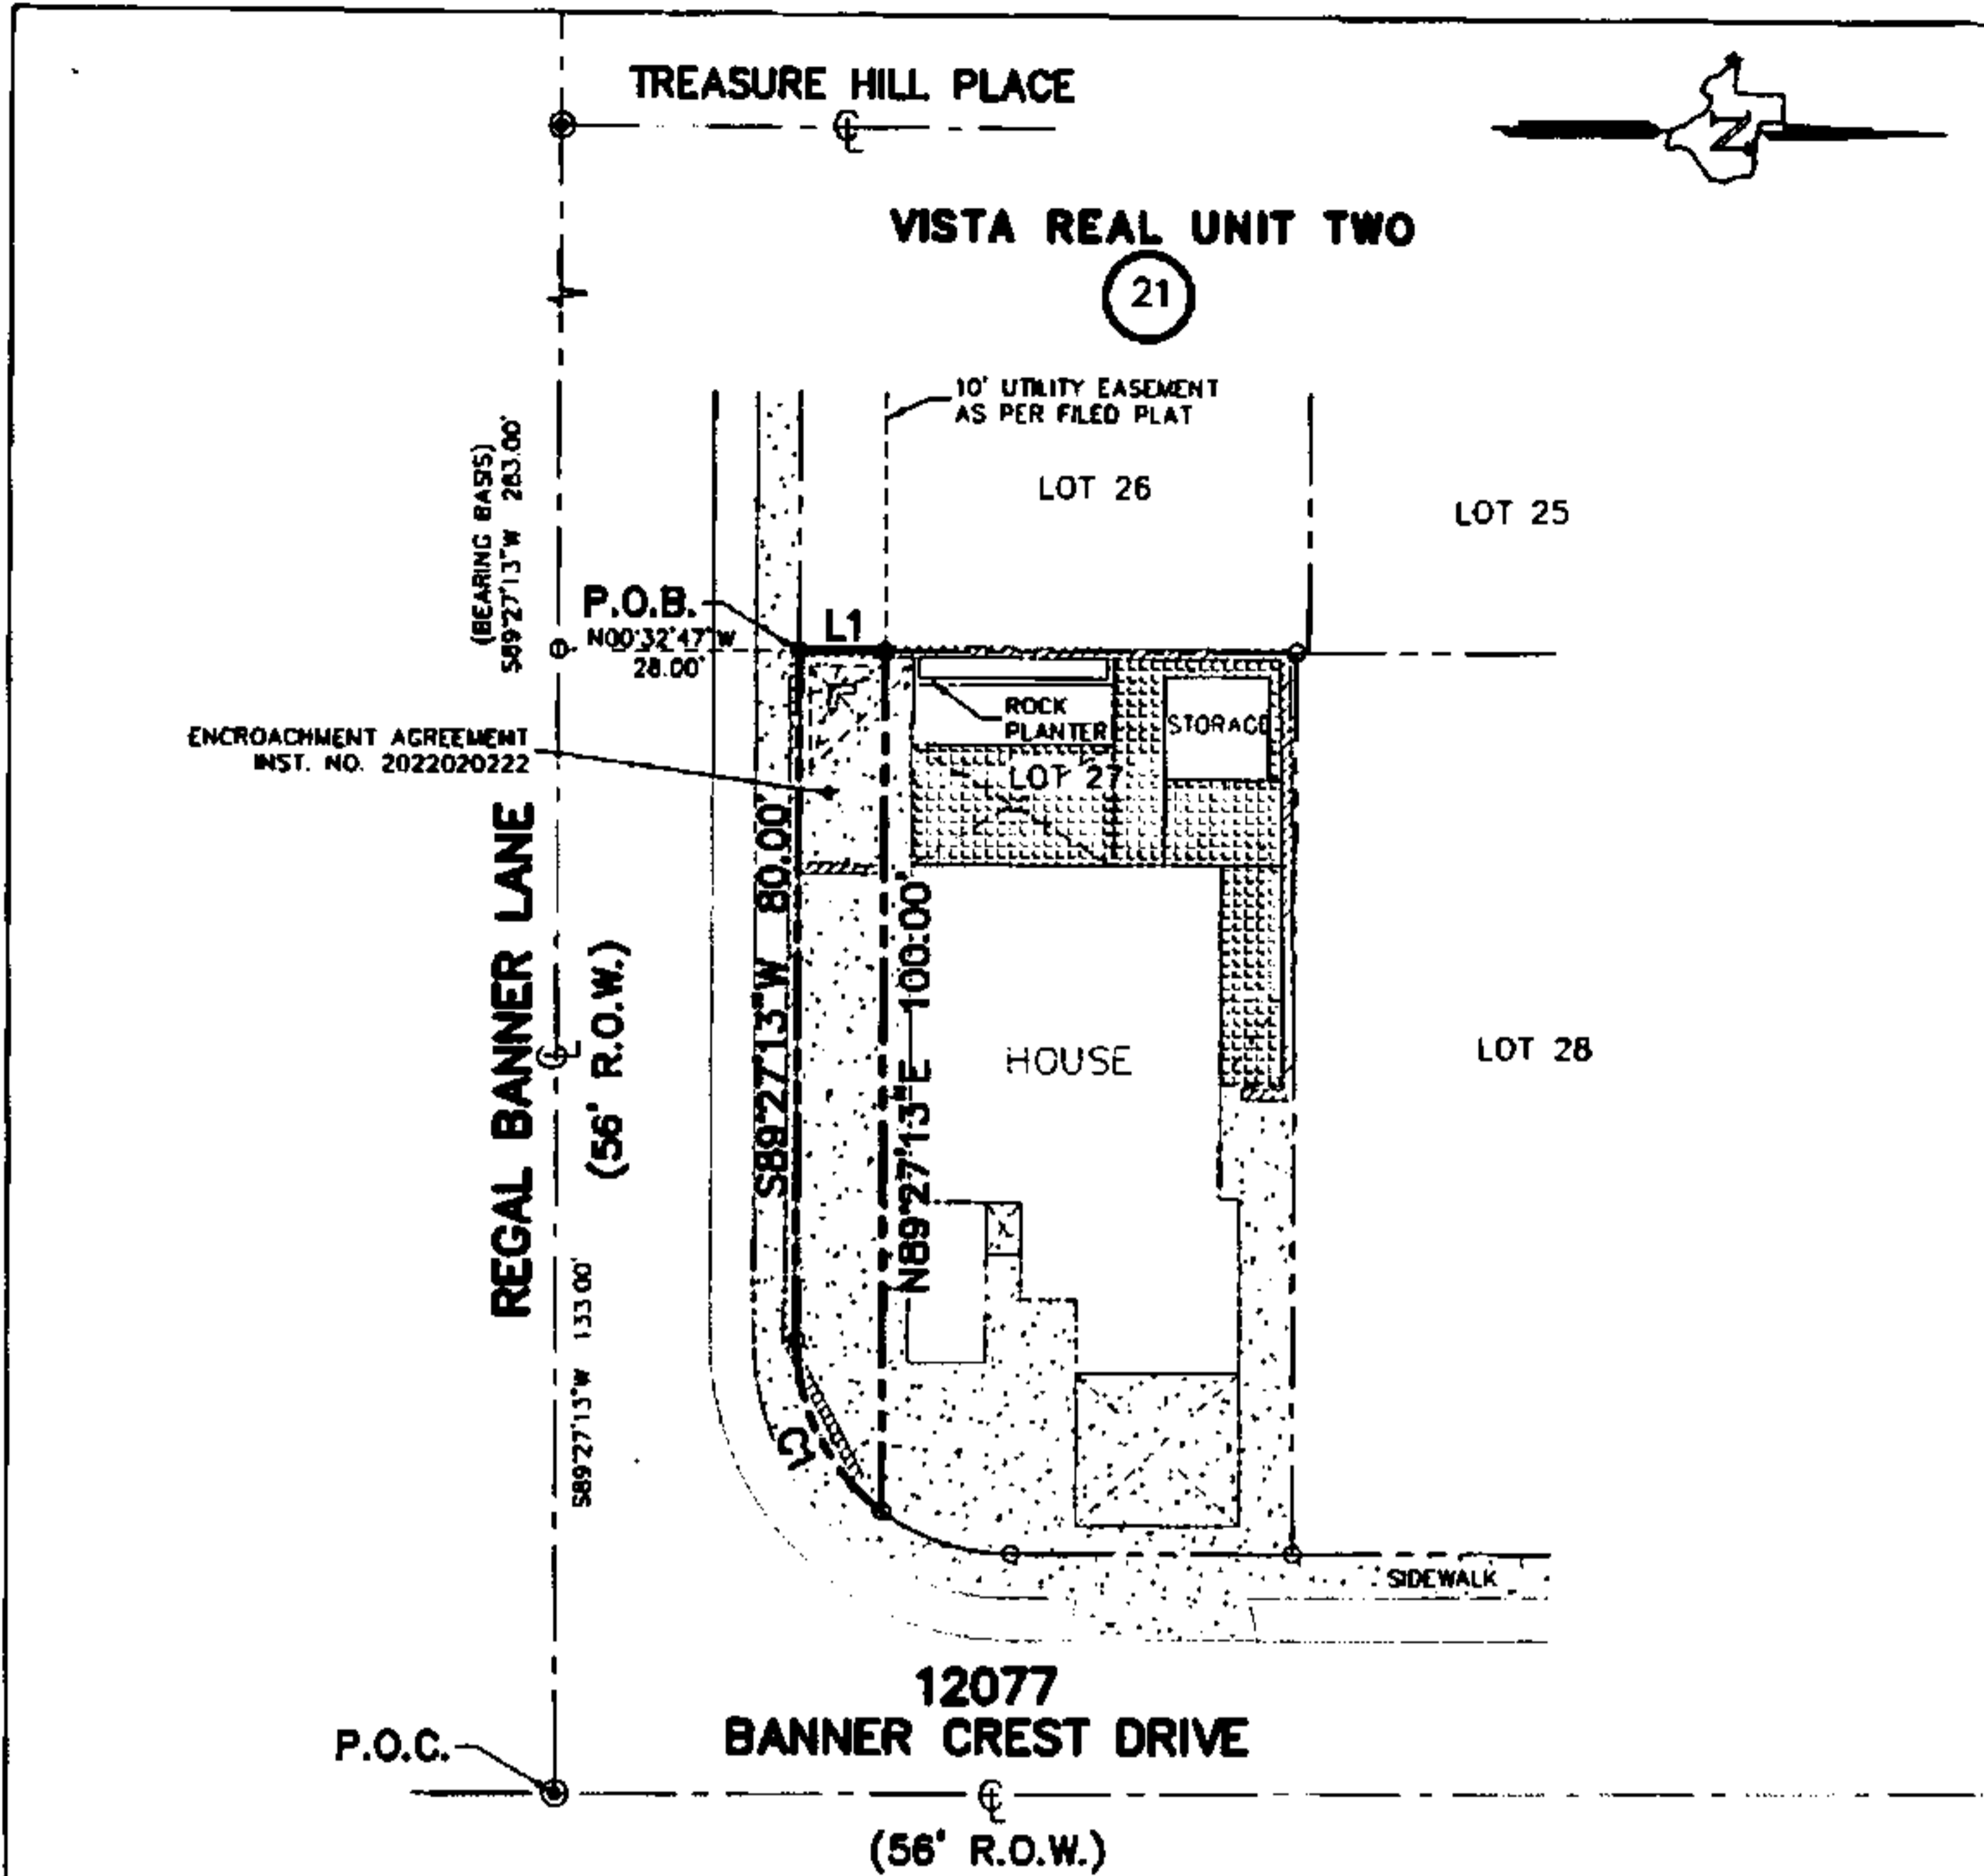 TREASURE HILL PLACE
℄
N
VISTA REAL UNIT TWO
21
10' UTILITY EASEMENT
AS PER FILED PLAT
LOT 26
LOT 25
(BEARING BASIS)
S89°27'13"W 283.00'
P.O.B.
L1
N00°32'47"W
28.00'
ROCK
PLANTER
STORAGE
ENCROACHMENT AGREEMENT
INST. NO. 2022020222
LOT 27
S89°27'13"W 80.00'
N89°27'13"E 100.00'
REGAL BANNER LANE
(56' R.O.W.)
℄
HOUSE
LOT 28
S89°27'13"W 133.00'
C1
SIDEWALK
12077
BANNER CREST DRIVE
P.O.C.
℄
(56' R.O.W.)